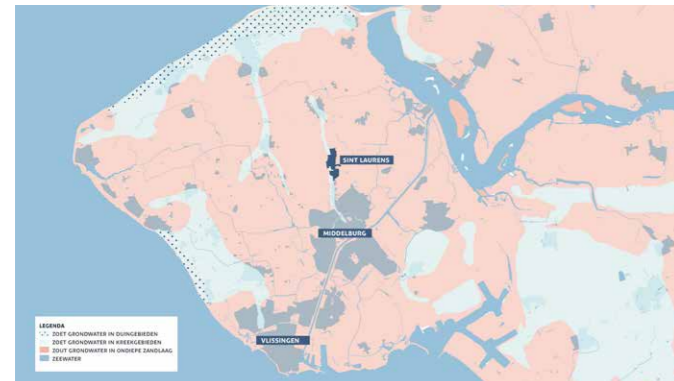 SINT LAURENS
MIDDELBURG
VLISSINGEN
LEGENDA
ZOET GRONDWATER IN DUINGEBIEDEN
ZOET GRONDWATER IN KREEKGEBIEDEN
ZOUT GRONDWATER IN ONDIEPE ZANDLAAG
ZEEWATER